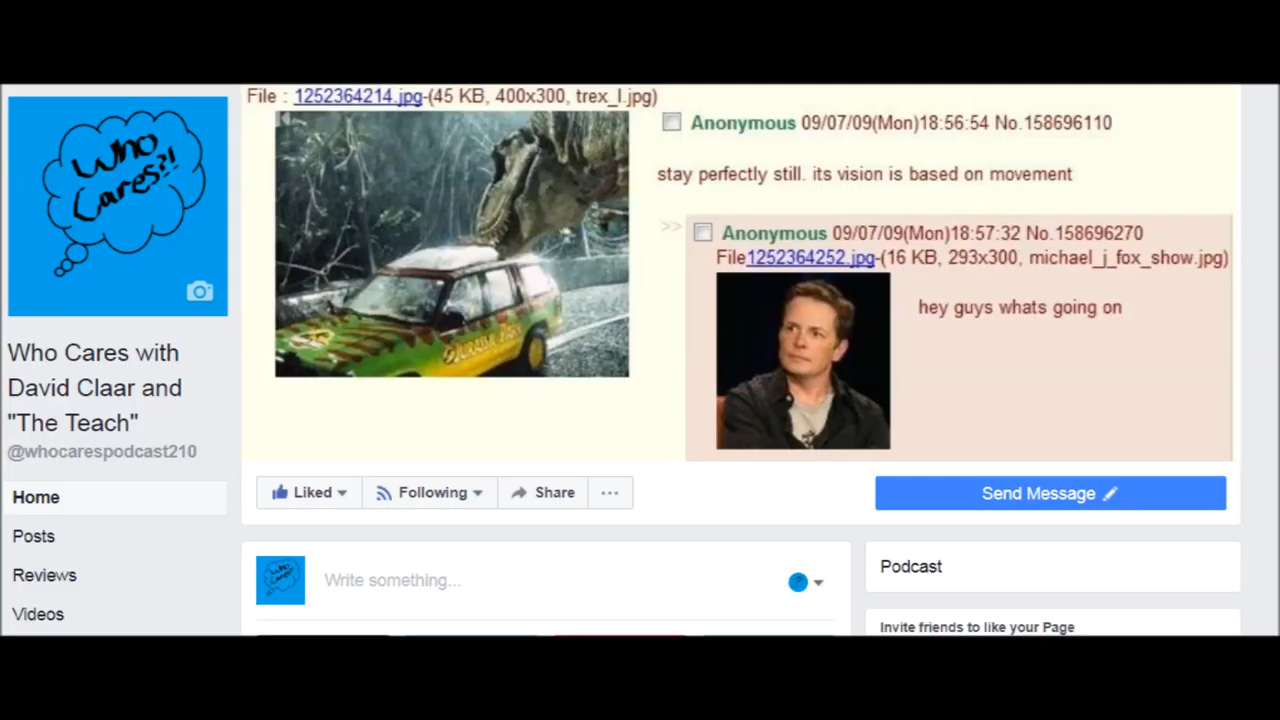 File : 1252364214.jpg-(45 KB, 400x300, trex_l.jpg)
Anonymous 09/07/09(Mon)18:56:54 No.158696110
stay perfectly still. its vision is based on movement
>>
Anonymous 09/07/09(Mon)18:57:32 No.158696270
File1252364252.jpg-(16 KB, 293x300, michael_j_fox_show.jpg)
hey guys whats going on
JURASSIC PARK
Who
Cares?!
Who Cares with
David Claar and
"The Teach"
@whocarespodcast210
Home
Posts
Reviews
Videos
Liked
Following
Share
Send Message
Who
Cares?!
Write something...
Podcast
Invite friends to like your Page